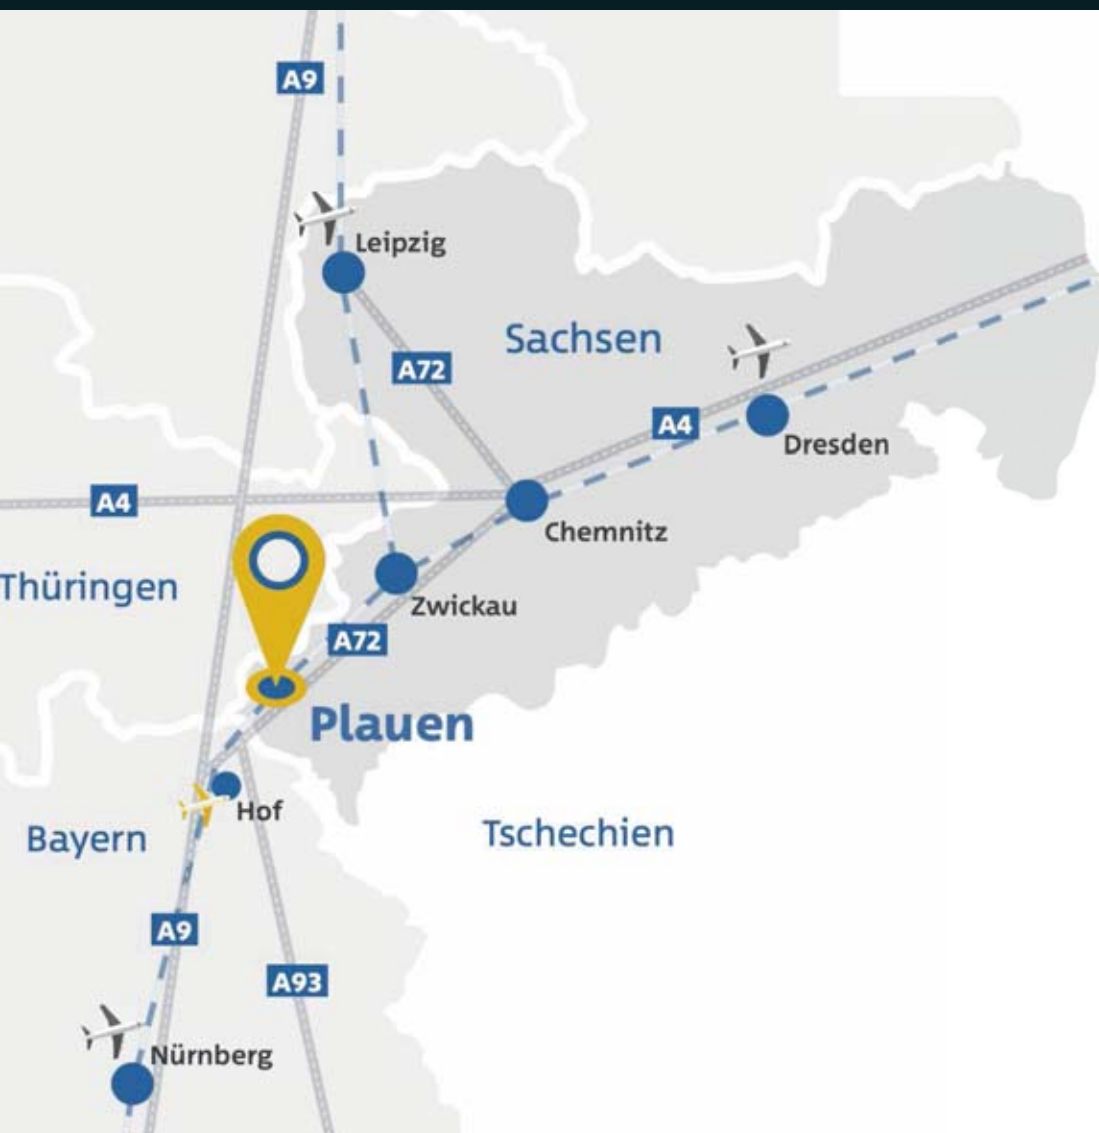 A9
Leipzig
Sachsen
A72
A4
Dresden
A4
Chemnitz
Thüringen
Zwickau
A72
Plauen
Hof
Bayern
Tschechien
A9
A93
Nürnberg